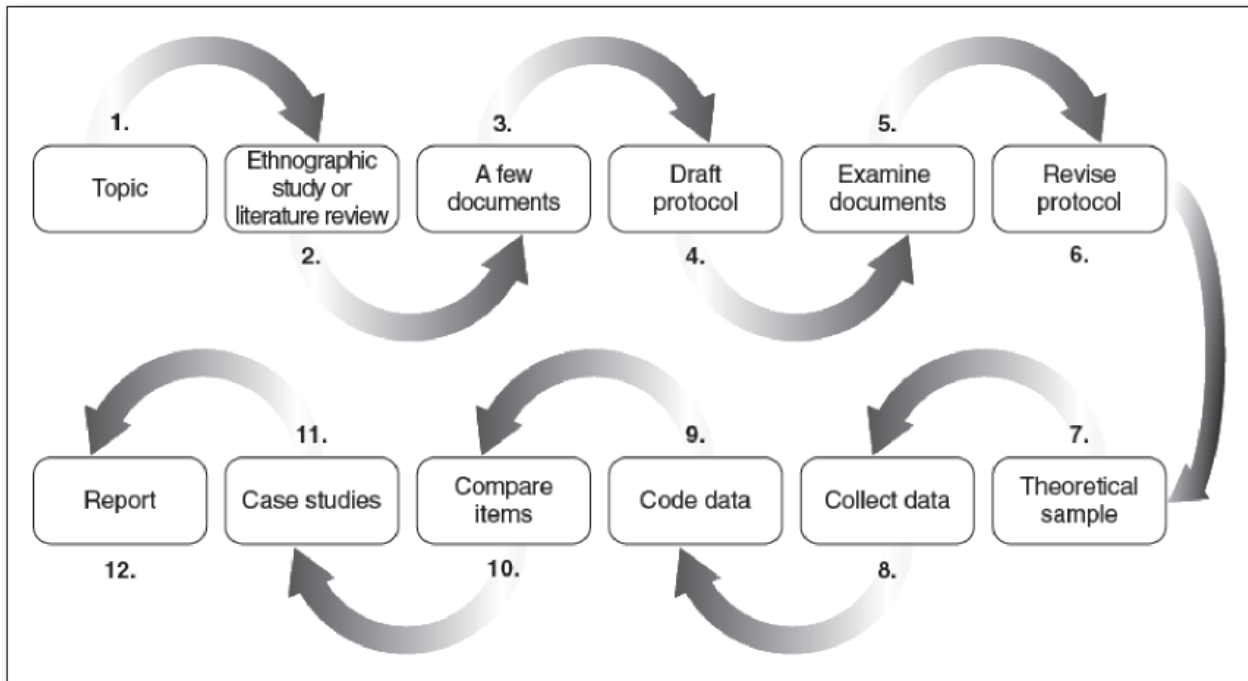 1.
Topic
Ethnographic
study or
literature review
2.
3.
A few
documents
Draft
protocol
4.
5.
Examine
documents
Revise
protocol
6.
7.
Theoretical
sample
Collect data
8.
9.
Code data
Compare
items
10.
11.
Case studies
Report
12.